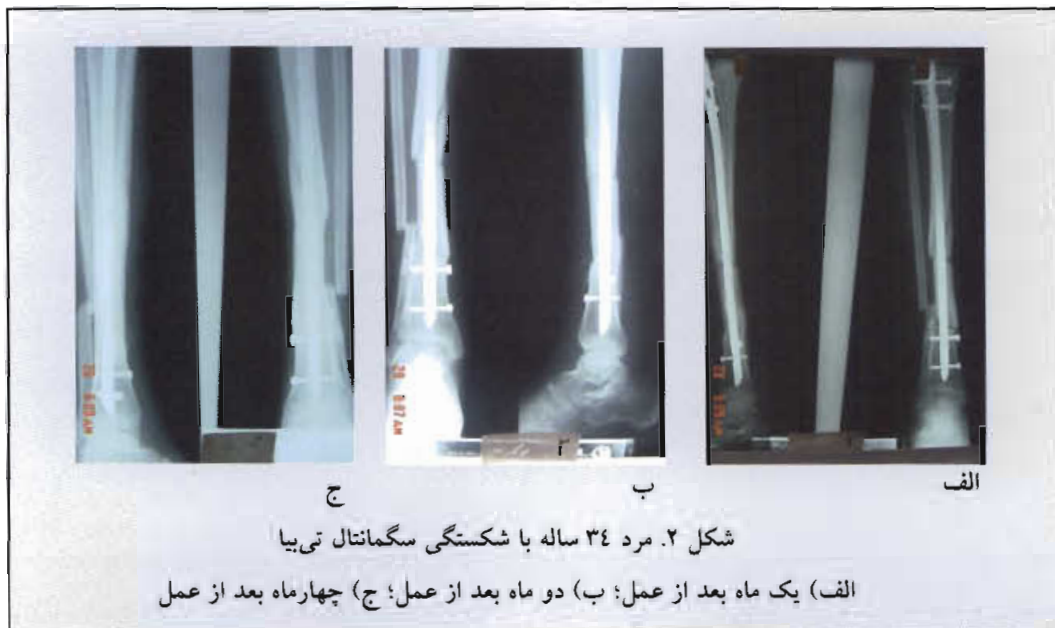 الف
ب
ج
شکل ۲. مرد ۳٤ ساله با شکستگی سگمانتال تی‌بیا
الف) یک ماه بعد از عمل؛ ب) دو ماه بعد از عمل؛ ج) چهارماه بعد از عمل